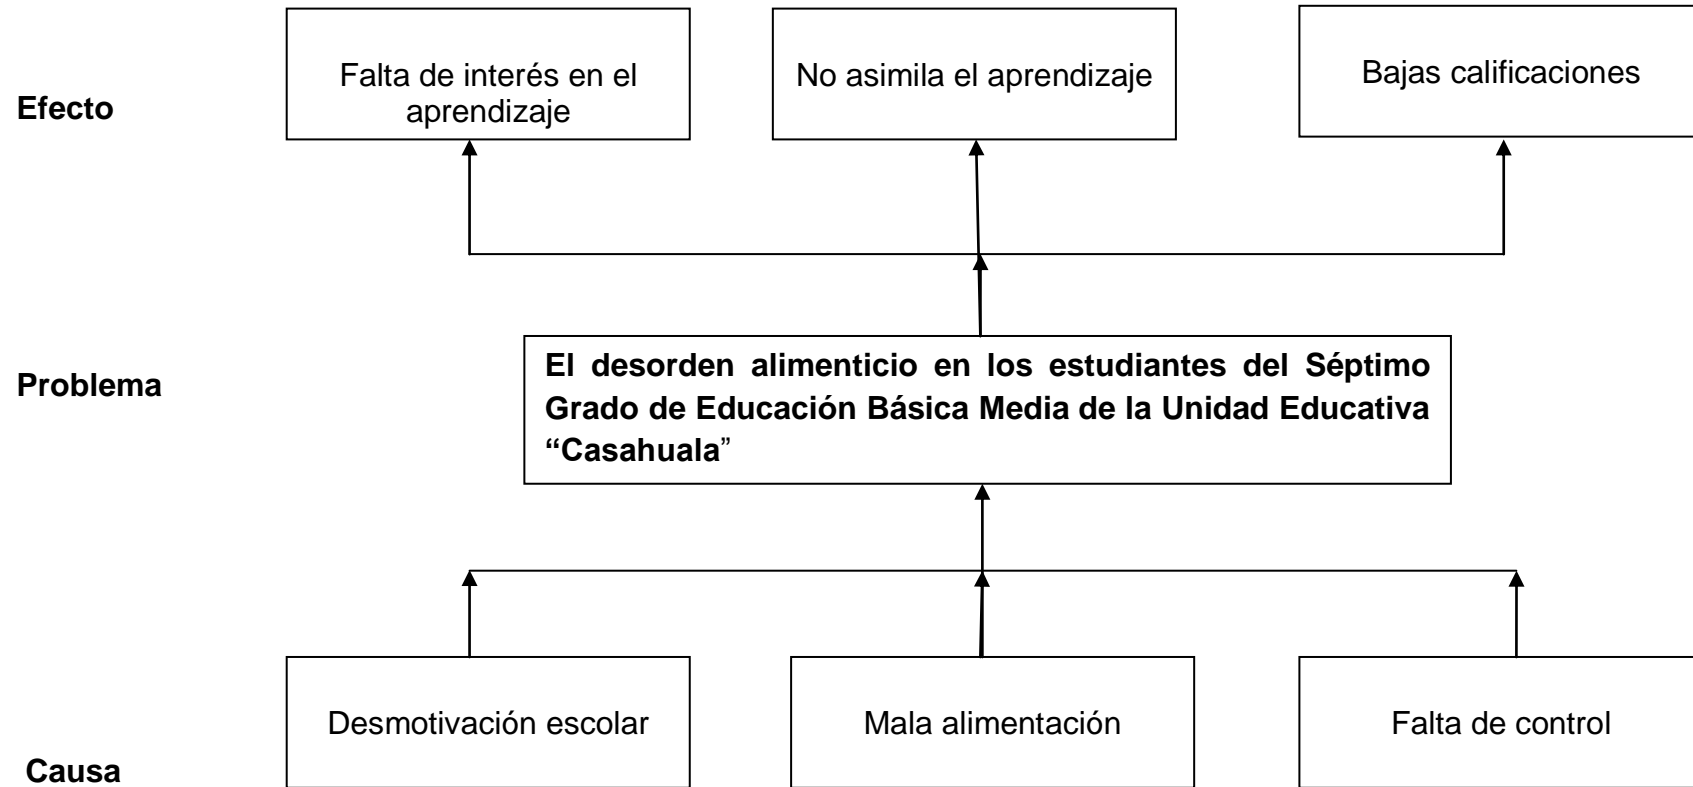 Efecto
Falta de interés en el
aprendizaje
No asimila el aprendizaje
Bajas calificaciones
Problema
El desorden alimenticio en los estudiantes del Séptimo
Grado de Educación Básica Media de la Unidad Educativa
“Casahuala”
Causa
Desmotivación escolar
Mala alimentación
Falta de control